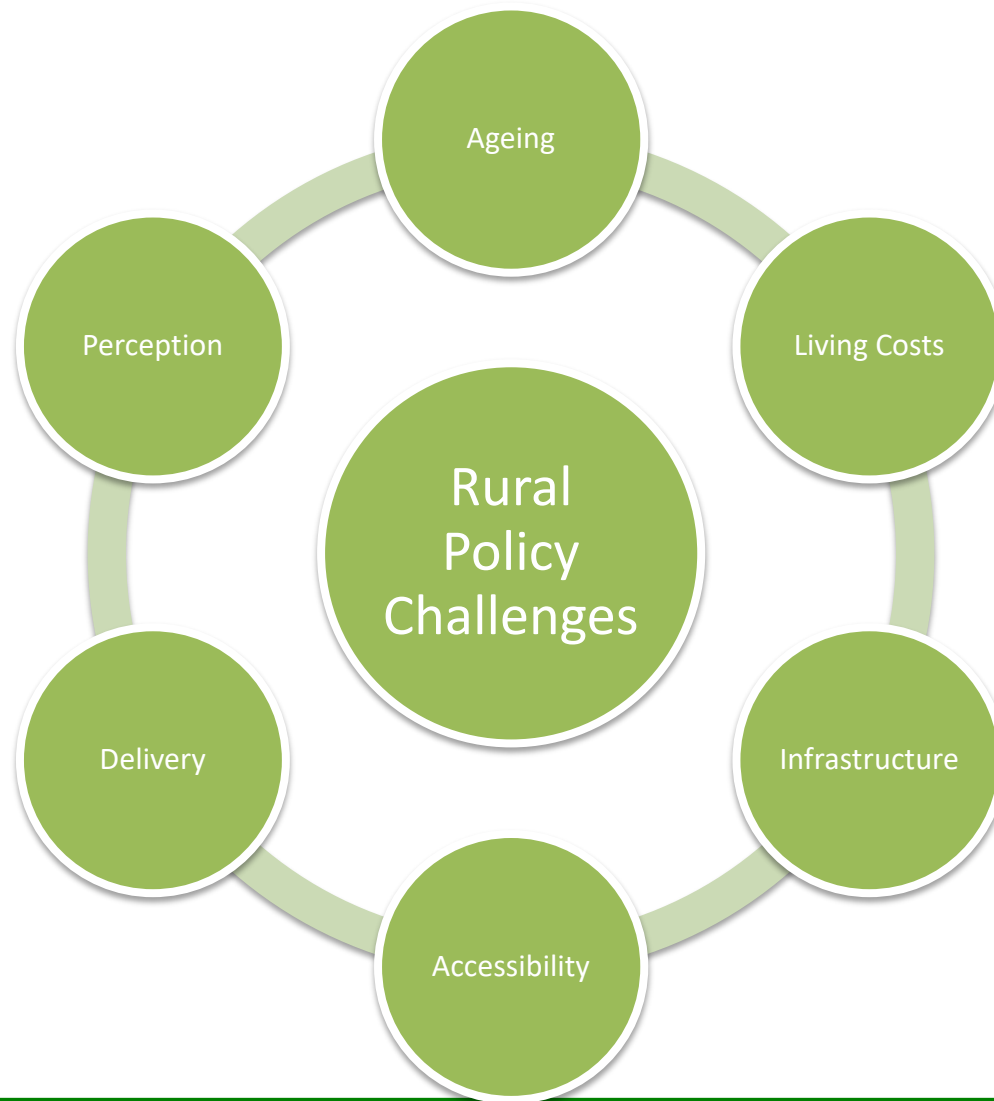 Ageing
Perception
Living Costs
Rural
Policy
Challenges
Delivery
Infrastructure
Accessibility